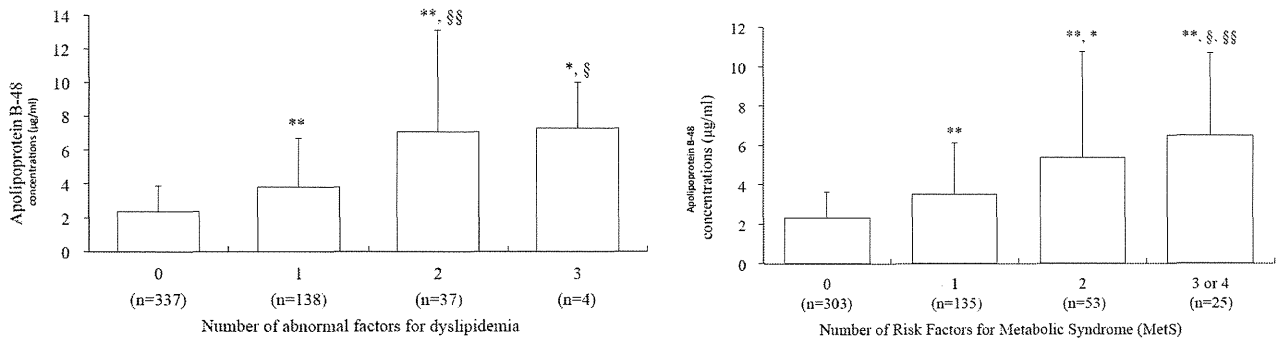 Apolipoprotein B-48
concentrations (µg/ml)
14
12
10
8
6
4
2
0
**
**, §§
*, §
0
1
2
3
(n=337)
(n=138)
(n=37)
(n=4)
Number of abnormal factors for dyslipidemia
Apolipoprotein B-48
concentrations (µg/ml)
12
10
8
6
4
2
0
**
**, *
**, §, §§
0
1
2
3 or 4
(n=303)
(n=135)
(n=53)
(n=25)
Number of Risk Factors for Metabolic Syndrome (MetS)